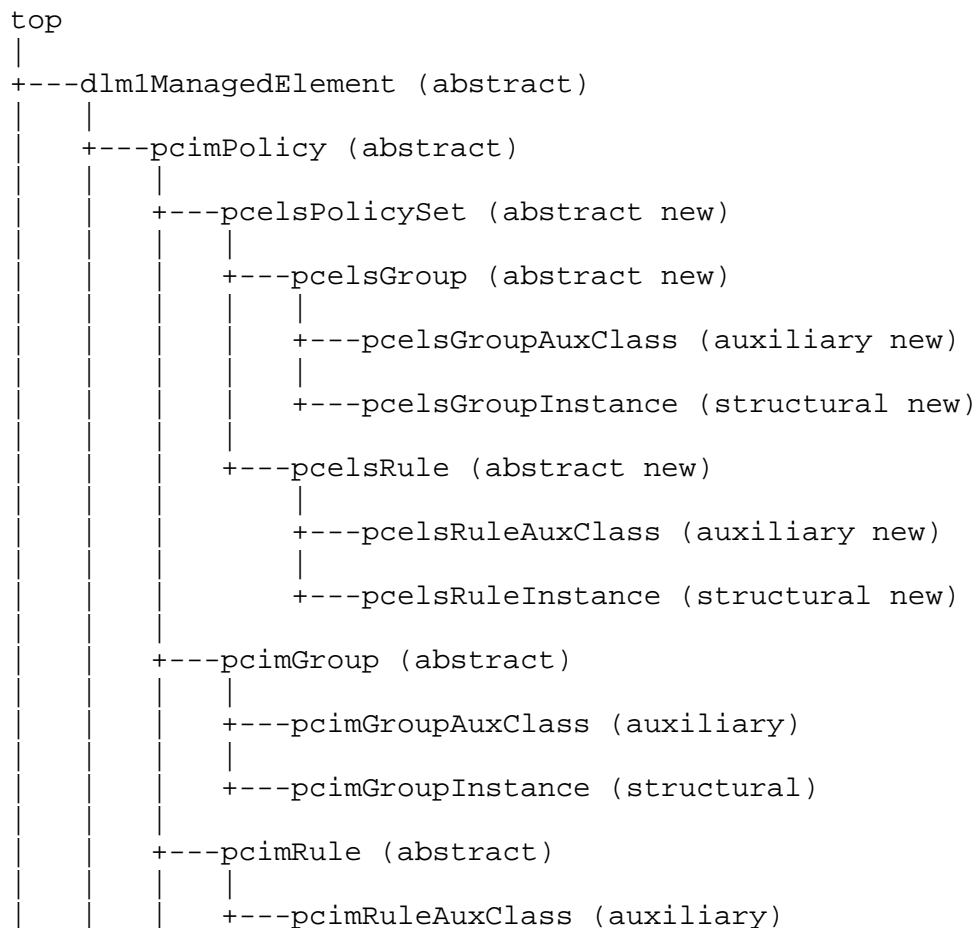 top
|
+---dlm1ManagedElement (abstract)
|   |
|   +---pcimPolicy (abstract)
|   |   |
|   |   +---pcelsPolicySet (abstract new)
|   |   |   |
|   |   |   +---pcelsGroup (abstract new)
|   |   |   |   |
|   |   |   |   +---pcelsGroupAuxClass (auxiliary new)
|   |   |   |   |
|   |   |   |   +---pcelsGroupInstance (structural new)
|   |   |   |
|   |   |   +---pcelsRule (abstract new)
|   |   |       |
|   |   |       +---pcelsRuleAuxClass (auxiliary new)
|   |   |       |
|   |   |       +---pcelsRuleInstance (structural new)
|   |   |
|   |   +---pcimGroup (abstract)
|   |   |   |
|   |   |   +---pcimGroupAuxClass (auxiliary)
|   |   |   |
|   |   |   +---pcimGroupInstance (structural)
|   |   |
|   |   +---pcimRule (abstract)
|   |   |   |
|   |   |   +---pcimRuleAuxClass (auxiliary)